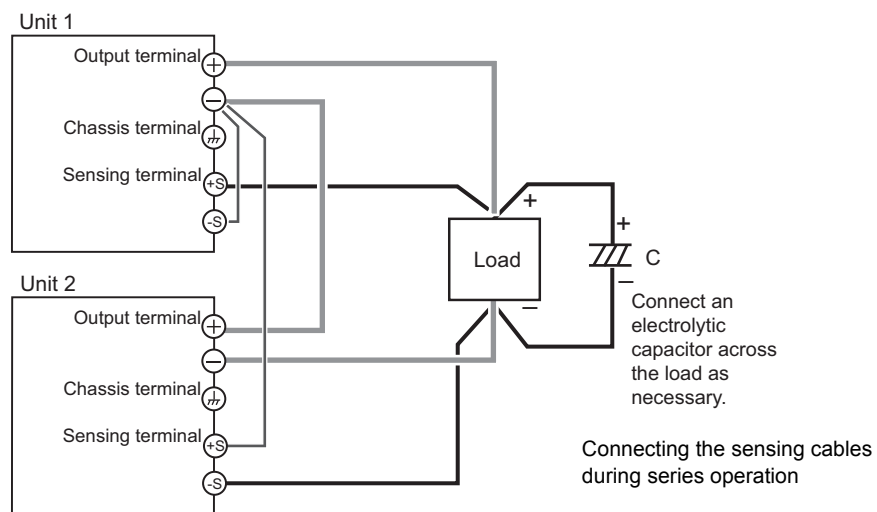 Unit 1
Output terminal
+
−
Chassis terminal
Sensing terminal
+S
-S
Load
+
−
+
C
−
Connect an
electrolytic
capacitor across
the load as
necessary.
Unit 2
Output terminal
+
−
Chassis terminal
Sensing terminal
+S
-S
Connecting the sensing cables
during series operation